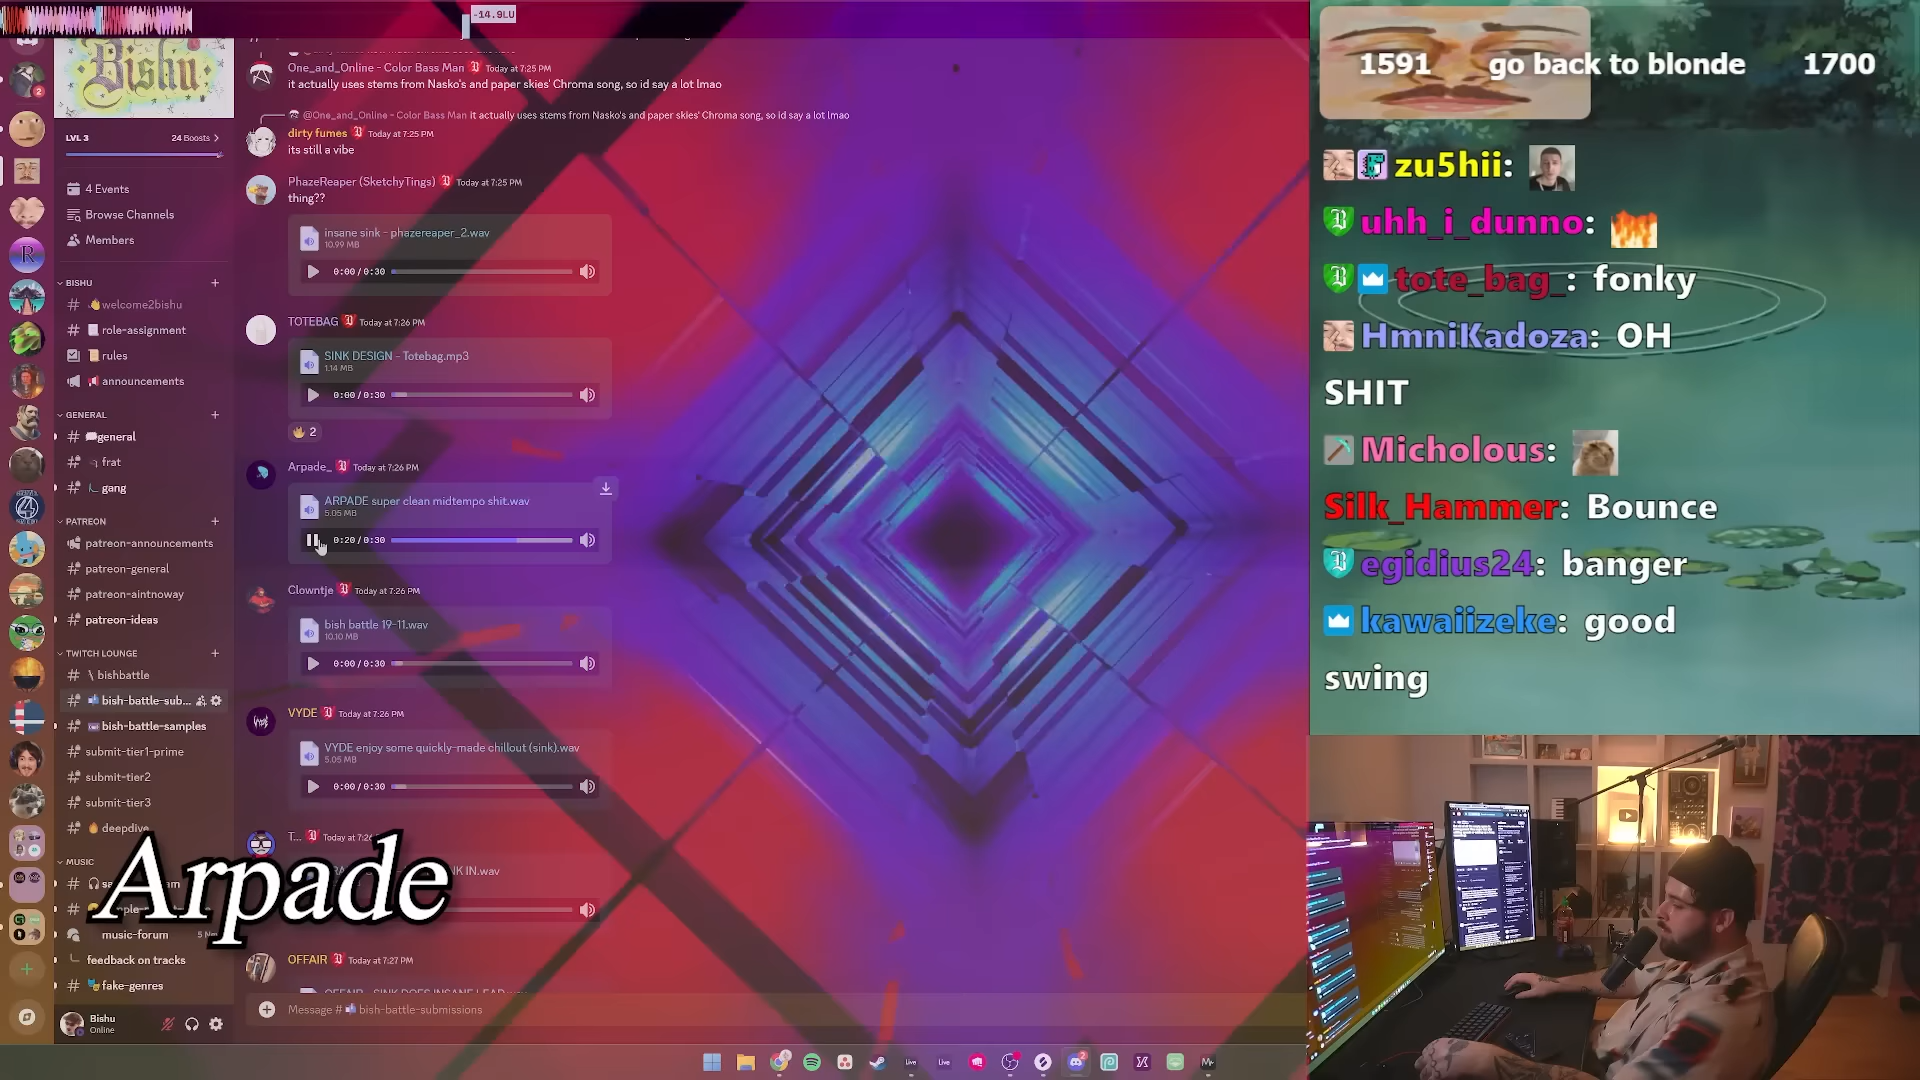 -14.9LU
Bishu
LVL 3
24 Boosts
4 Events
Browse Channels
Members
BISHU
welcome2bishu
role-assignment
rules
announcements
GENERAL
general
frat
gang
PATREON
patreon-announcements
patreon-general
patreon-aintnoway
patreon-ideas
TWITCH LOUNGE
bishbattle
bish-battle-sub...
bish-battle-samples
submit-tier1-prime
submit-tier2
submit-tier3
deepdive
MUSIC
music-forum
feedback on tracks
fake-genres
Bishu
Online
One_and_Online - Color Bass Man Today at 7:25 PM
it actually uses stems from Nasko's and paper skies' Chroma song, so id say a lot lmao
@One_and_Online - Color Bass Man it actually uses stems from Nasko's and paper skies' Chroma song, so id say a lot lmao
dirty fumes Today at 7:25 PM
its still a vibe
PhazeReaper (SketchyTings) Today at 7:25 PM
thing??
insane sink - phazereaper_2.wav
10.99 MB
0:00 / 0:30
TOTEBAG Today at 7:26 PM
SINK DESIGN - Totebag.mp3
1.14 MB
0:00 / 0:30
2
Arpade_ Today at 7:26 PM
ARPADE super clean midtempo shit.wav
5.05 MB
0:20 / 0:30
Clowntje Today at 7:26 PM
bish battle 19-11.wav
10.10 MB
0:00 / 0:30
VYDE Today at 7:26 PM
VYDE enjoy some quickly-made chillout (sink).wav
5.05 MB
0:00 / 0:30
T... Today at 7:26
Arpade
OFFAIR Today at 7:27 PM
OFFAIR - SINK DOES INSANE LEAD.wav
Message # bish-battle-submissions
1591 go back to blonde 1700
zu5hii:
uhh_i_dunno:
tote_bag_: fonky
HmniKadoza: OH
SHIT
Micholous:
Silk_Hammer: Bounce
egidius24: banger
kawaiizeke: good
swing